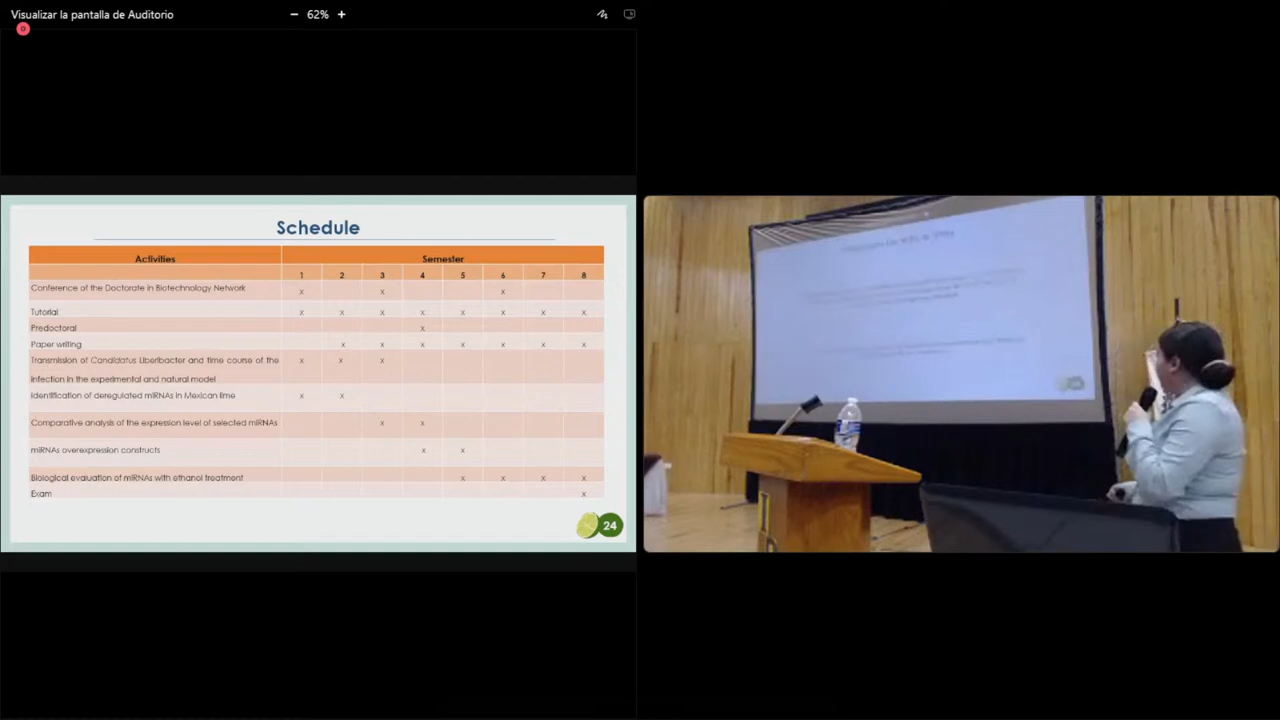 Visualizar la pantalla de Auditorio
62%
Schedule
Activities Semester
1 2 3 4 5 6 7 8
Conference of the Doctorate in Biotechnology Network x x x
Tutorial x x x x x x x x
Predoctoral x
Paper writing x x x x x x x
Transmission of Candidatus Liberibacter and time course of the x x x
infection in the experimental and natural model
Identification of deregulated miRNAs in Mexican lime x x
Comparative analysis of the expression level of selected miRNAs x x
miRNAs overexpression constructs x x
Biological evaluation of miRNAs with ethanol treatment x x x x
Exam x
24